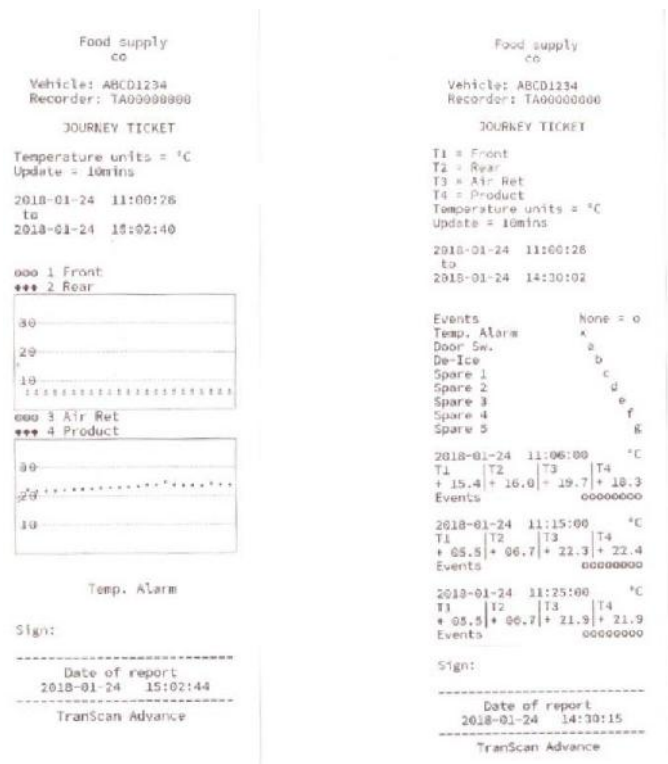 Food supply
co
Vehicle: ABCD1234
Recorder: TA00000000
JOURNEY TICKET
Temperature units = °C
Update = 10mins
2018-01-24 11:00:26
to
2018-01-24 15:02:40
ooo 1 Front
♦♦♦ 2 Rear
30
20
10
ooo 3 Air Ret
♦♦♦ 4 Product
30
20
10
Temp. Alarm
Sign:
Date of report
2018-01-24 15:02:44
TranScan Advance
Food supply
co
Vehicle: ABCD1234
Recorder: TA00000000
JOURNEY TICKET
T1 = Front
T2 = Rear
T3 = Air Ret
T4 = Product
Temperature units = °C
Update = 10mins
2018-01-24 11:00:26
to
2018-01-24 14:30:02
Events None = o
Temp. Alarm x
Door Sw. a
De-Ice b
Spare 1 c
Spare 2 d
Spare 3 e
Spare 4 f
Spare 5 g
2018-01-24 11:06:00 °C
T1 |T2 |T3 |T4
+ 15.4|+ 16.0|+ 19.7|+ 18.3
Events oooooooo
2018-01-24 11:15:00 °C
T1 |T2 |T3 |T4
+ 05.5|+ 06.7|+ 22.3|+ 22.4
Events oooooooo
2018-01-24 11:25:00 °C
T1 |T2 |T3 |T4
+ 05.5|+ 06.7|+ 21.9|+ 21.9
Events oooooooo
Sign:
Date of report
2018-01-24 14:30:15
TranScan Advance